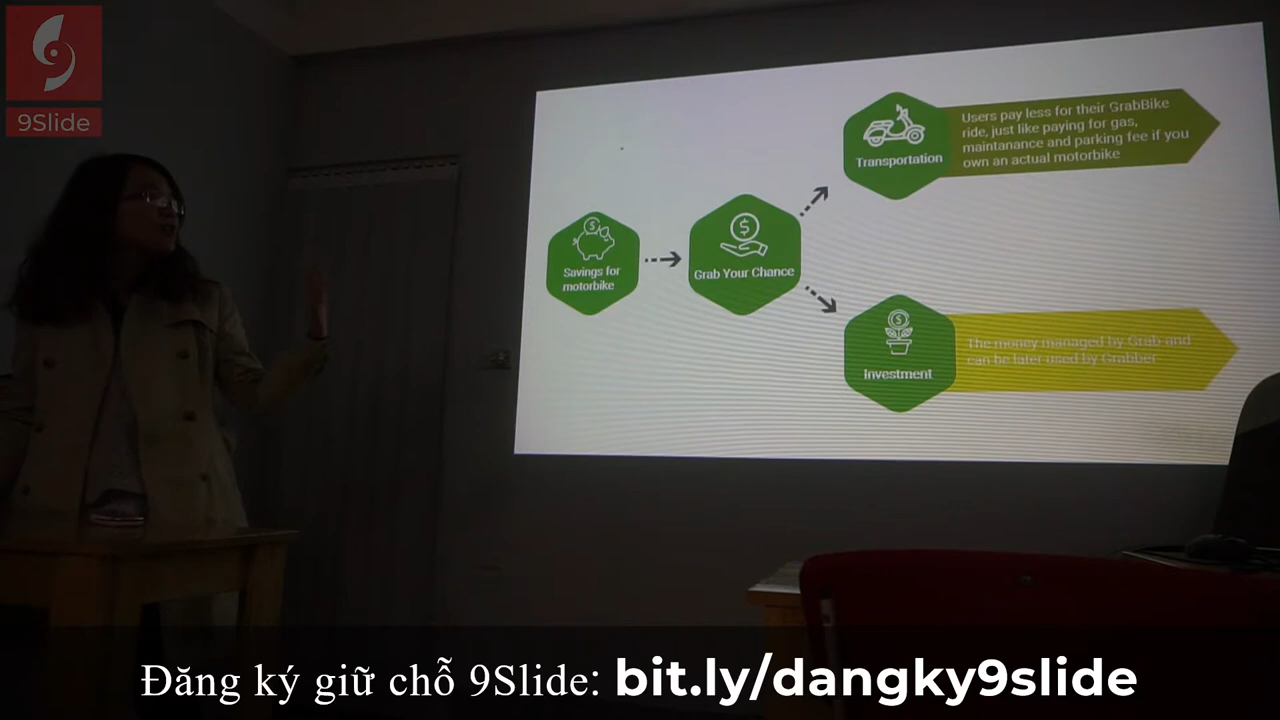 9Slide
Savings for
motorbike
Grab Your Chance
Transportation
Users pay less for their GrabBike
ride, just like paying for gas,
maintanance and parking fee if you
own an actual motorbike
Investment
The money managed by Grab and
can be later used by Grabber
Đăng ký giữ chỗ 9Slide: bit.ly/dangky9slide